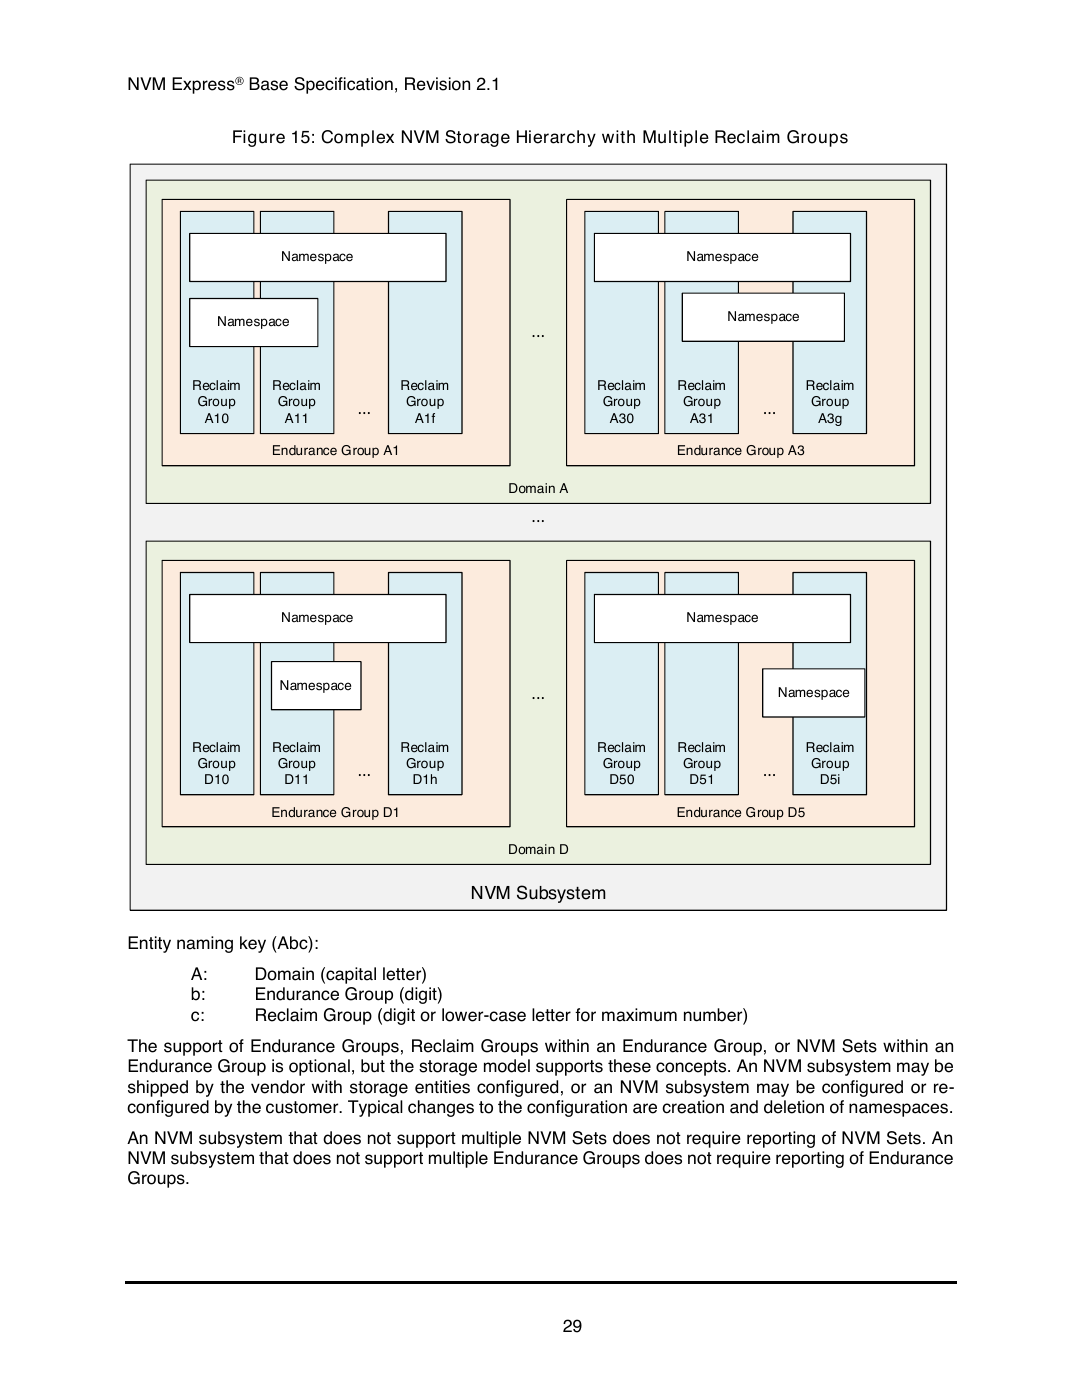 NVM Express® Base Specification, Revision 2.1
Figure 15: Complex NVM Storage Hierarchy with Multiple Reclaim Groups
Namespace
Namespace
Reclaim
Group
A10
Reclaim
Group
A11
...
Reclaim
Group
A1f
Endurance Group A1
...
Namespace
Namespace
Reclaim
Group
A30
Reclaim
Group
A31
...
Reclaim
Group
A3g
Endurance Group A3
Domain A
...
Namespace
Namespace
Reclaim
Group
D10
Reclaim
Group
D11
...
Reclaim
Group
D1h
Endurance Group D1
...
Namespace
Namespace
Reclaim
Group
D50
Reclaim
Group
D51
...
Reclaim
Group
D5i
Endurance Group D5
Domain D
NVM Subsystem
Entity naming key (Abc):
A: Domain (capital letter)
b: Endurance Group (digit)
c: Reclaim Group (digit or lower-case letter for maximum number)
The support of Endurance Groups, Reclaim Groups within an Endurance Group, or NVM Sets within an
Endurance Group is optional, but the storage model supports these concepts. An NVM subsystem may be
shipped by the vendor with storage entities configured, or an NVM subsystem may be configured or re-
configured by the customer. Typical changes to the configuration are creation and deletion of namespaces.
An NVM subsystem that does not support multiple NVM Sets does not require reporting of NVM Sets. An
NVM subsystem that does not support multiple Endurance Groups does not require reporting of Endurance
Groups.
29